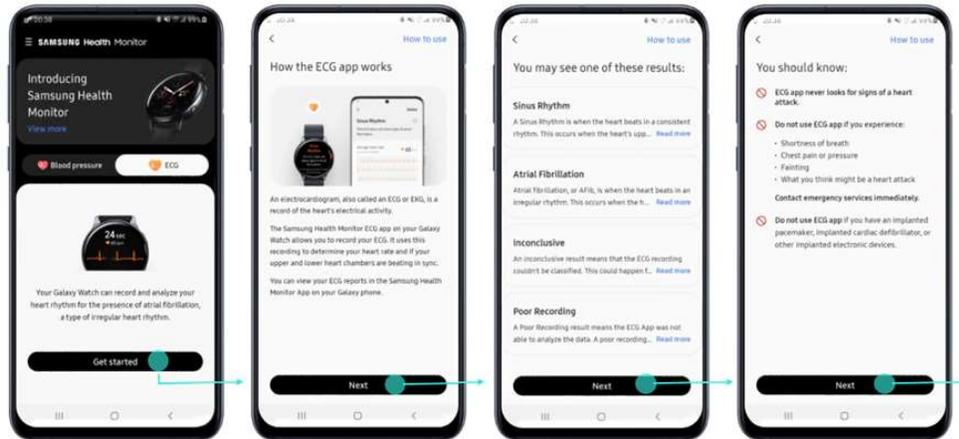 20:38
99%
SAMSUNG Health Monitor
Introducing
Samsung Health
Monitor
View more
Blood pressure
ECG
24 sec
Your Galaxy Watch can record and analyze your
heart rhythm for the presence of atrial fibrillation,
a type of irregular heart rhythm.
Get started
20:38
99%
How to use
How the ECG app works
Sinus Rhythm
An electrocardiogram, also called an ECG or EKG, is a
record of the heart's electrical activity.
The Samsung Health Monitor ECG app on your Galaxy
Watch allows you to record your ECG. It uses this
recording to determine your heart rate and if your
upper and lower heart chambers are beating in sync.
You can view your ECG reports in the Samsung Health
Monitor App on your Galaxy phone.
Next
20:38
99%
How to use
You may see one of these results:
Sinus Rhythm
A Sinus Rhythm is when the heart beats in a consistent
rhythm. This occurs when the heart's upp... Read more
Atrial Fibrillation
Atrial Fibrillation, or AFib, is when the heart beats in an
irregular rhythm. This occurs when the h... Read more
Inconclusive
An inconclusive result means that the ECG recording
couldn't be classified. This could happen f... Read more
Poor Recording
A Poor Recording result means the ECG App was not
able to analyze the data. A poor recording... Read more
Next
20:38
99%
How to use
You should know:
ECG app never looks for signs of a heart
attack.
Do not use ECG app if you experience:
• Shortness of breath
• Chest pain or pressure
• Fainting
• What you think might be a heart attack
Contact emergency services immediately.
Do not use ECG app if you have an implanted
pacemaker, implanted cardiac defibrillator, or
other implanted electronic devices.
Next